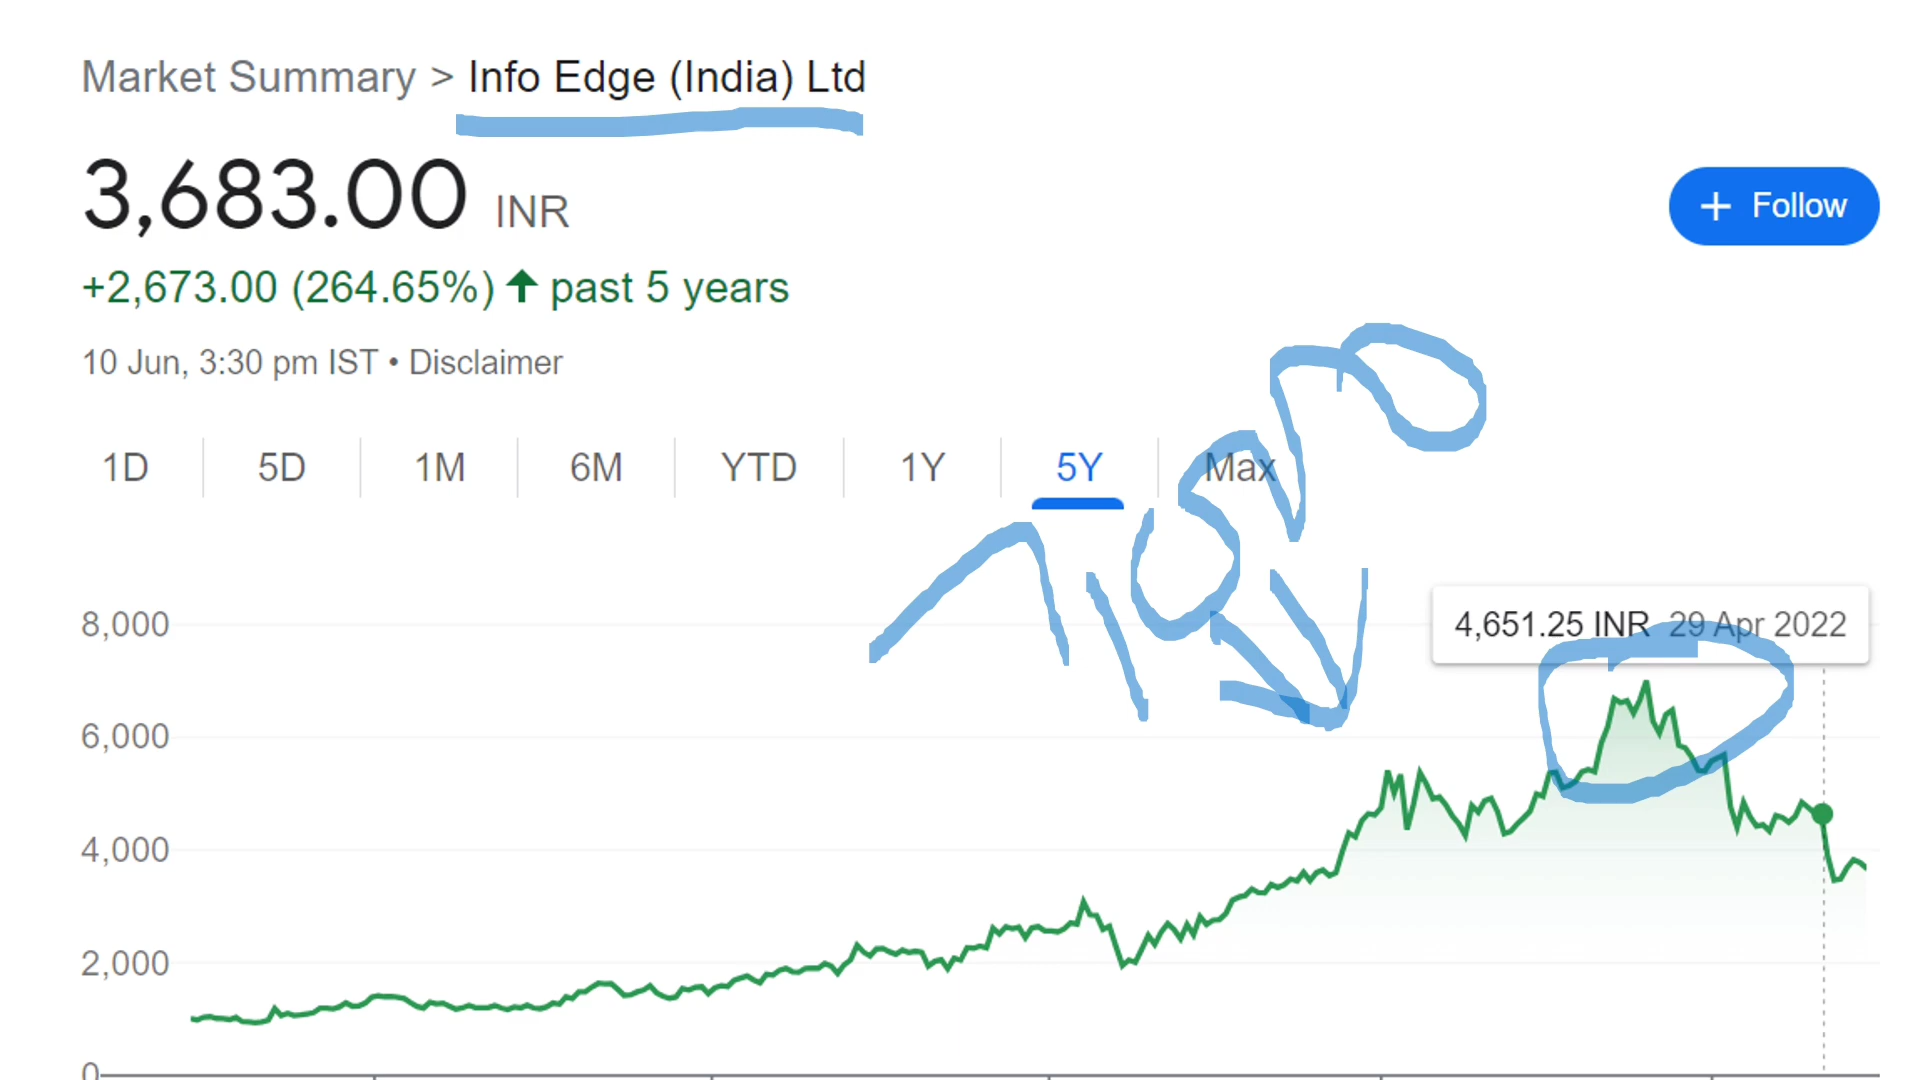 Market Summary > Info Edge (India) Ltd
3,683.00 INR
+ Follow
+2,673.00 (264.65%) ↑ past 5 years
10 Jun, 3:30 pm IST • Disclaimer
1D 5D 1M 6M YTD 1Y 5Y Max
4,651.25 INR 29 Apr 2022
8,000
6,000
4,000
2,000
0